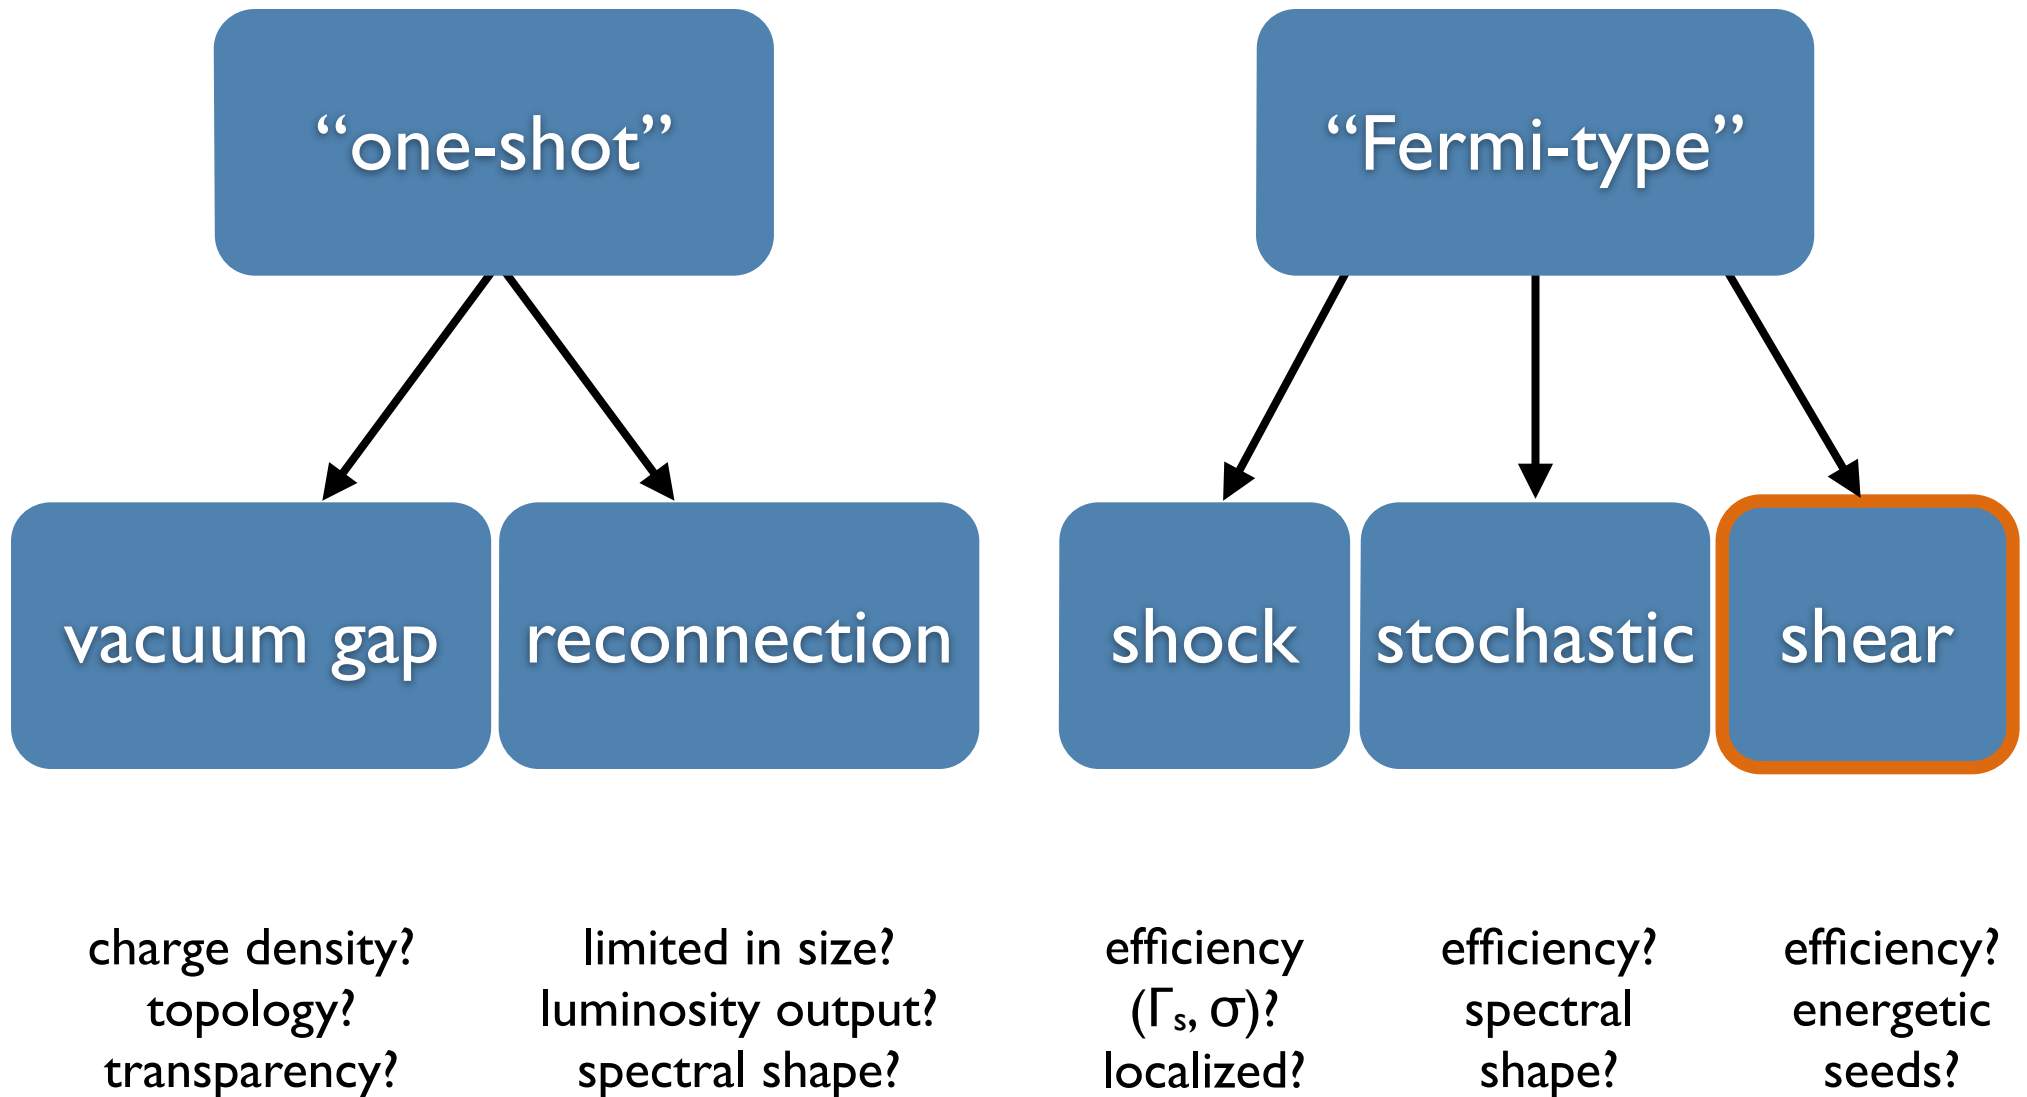 “one-shot”
“Fermi-type”
vacuum gap
reconnection
shock
stochastic
shear
charge density?
topology?
transparency?
limited in size?
luminosity output?
spectral shape?
efficiency
(Γₛ, σ)?
localized?
efficiency?
spectral
shape?
efficiency?
energetic
seeds?